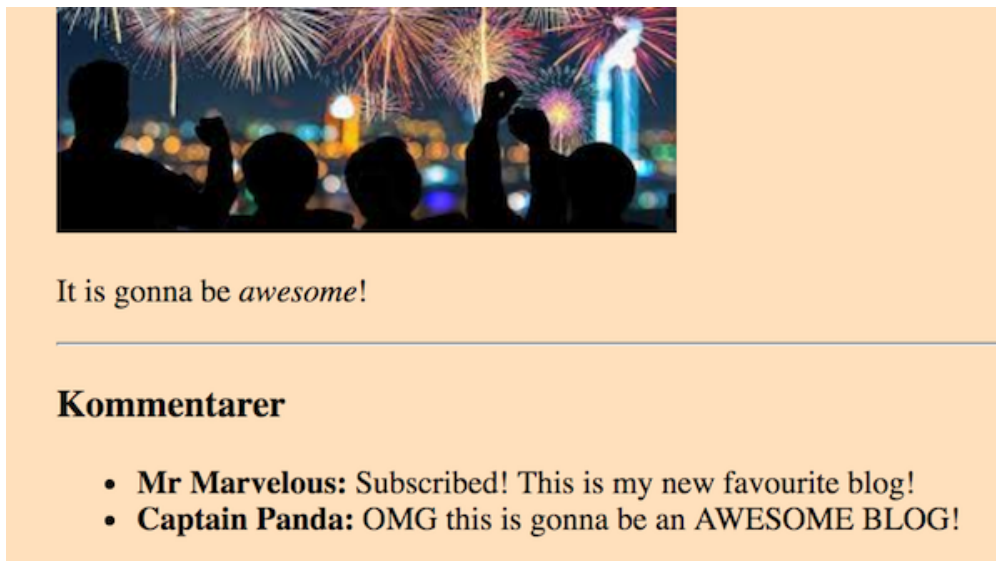 It is gonna be awesome!
Kommentarer
Mr Marvelous: Subscribed! This is my new favourite blog!
Captain Panda: OMG this is gonna be an AWESOME BLOG!